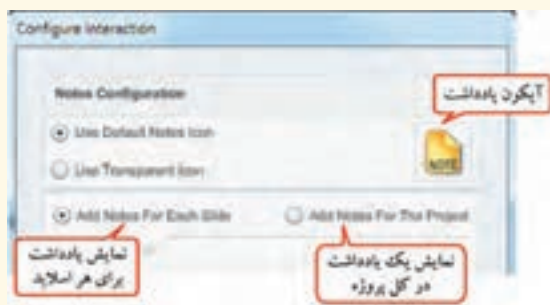 Configure Interaction
Notes Configuration
آیکون یادداشت
Use Default Notes Icon
NOTE
Use Transparent Icon
Add Notes For Each Slide
Add Notes For The Project
نمایش یادداشت
برای هر اسلاید
نمایش یک یادداشت
در کل پروژه